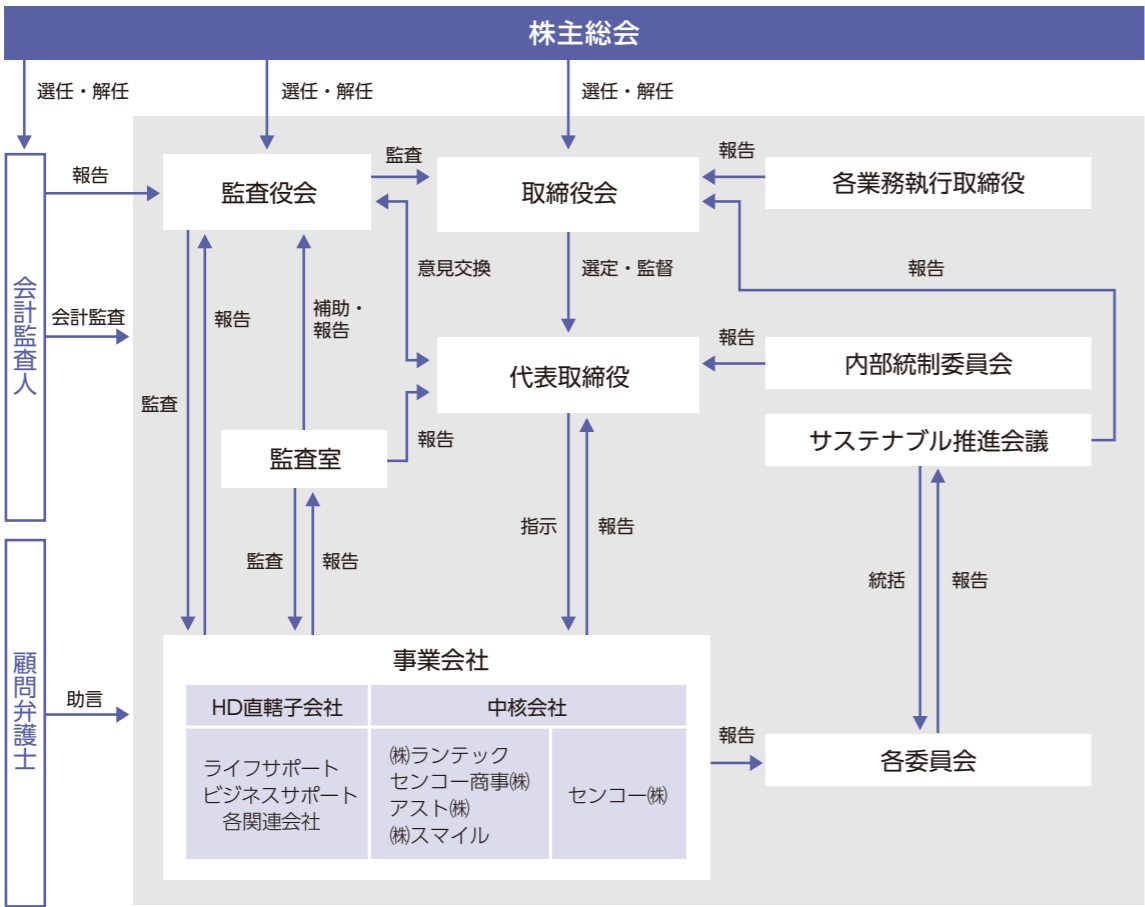 株主総会
選任・解任
選任・解任
選任・解任
会計監査人
報告
監査役会
監査
取締役会
報告
各業務執行取締役
会計監査
監査
報告
補助・
報告
意見交換
選定・監督
報告
代表取締役
報告
内部統制委員会
監査室
報告
サステナブル推進会議
監査
報告
指示
報告
統括
報告
顧問弁護士
助言
事業会社
HD直轄子会社
中核会社
ライフサポート
ビジネスサポート
各関連会社
㈱ランテック
センコー商事㈱
アスト㈱
㈱スマイル
センコー㈱
報告
各委員会